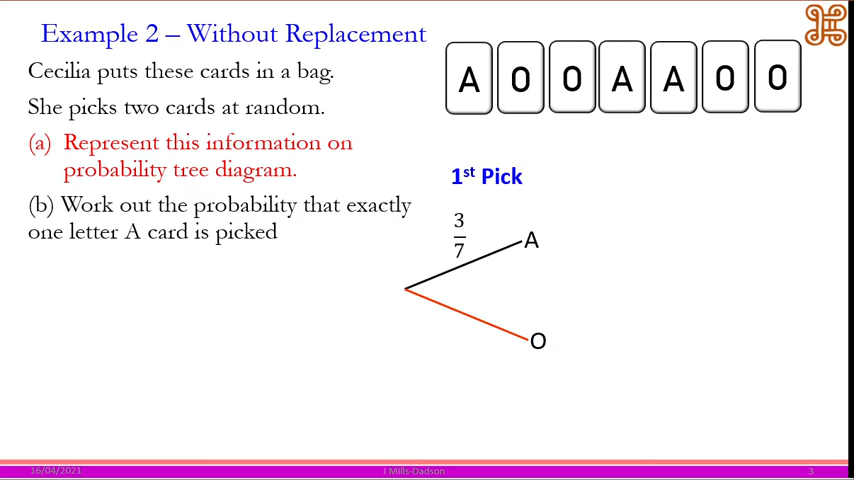 Example 2 – Without Replacement
Cecilia puts these cards in a bag.
She picks two cards at random.
(a) Represent this information on
probability tree diagram.
(b) Work out the probability that exactly
one letter A card is picked
A O O A A O O
1st Pick
3
7
A
O
16/04/2021 J Mills-Dadson 3